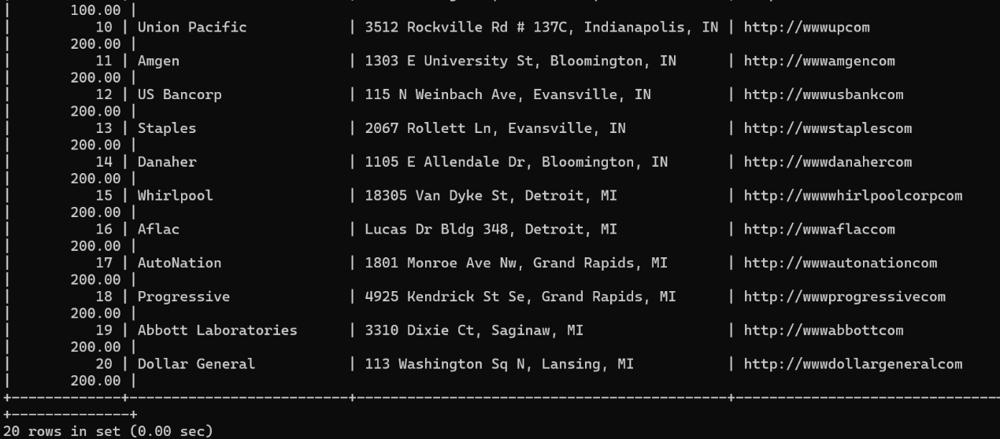 |       100.00 |
|          10 | Union Pacific            | 3512 Rockville Rd # 137C, Indianapolis, IN | http://wwwupcom
|       200.00 |
|          11 | Amgen                    | 1303 E University St, Bloomington, IN      | http://wwwamgencom
|       200.00 |
|          12 | US Bancorp               | 115 N Weinbach Ave, Evansville, IN         | http://wwwusbankcom
|       200.00 |
|          13 | Staples                  | 2067 Rollett Ln, Evansville, IN            | http://wwwstaplescom
|       200.00 |
|          14 | Danaher                  | 1105 E Allendale Dr, Bloomington, IN       | http://wwwdanahercom
|       200.00 |
|          15 | Whirlpool                | 18305 Van Dyke St, Detroit, MI             | http://wwwwhirlpoolcorpcom
|       200.00 |
|          16 | Aflac                    | Lucas Dr Bldg 348, Detroit, MI             | http://wwwaflaccom
|       200.00 |
|          17 | AutoNation               | 1801 Monroe Ave Nw, Grand Rapids, MI       | http://wwwautonationcom
|       200.00 |
|          18 | Progressive              | 4925 Kendrick St Se, Grand Rapids, MI      | http://wwwprogressivecom
|       200.00 |
|          19 | Abbott Laboratories      | 3310 Dixie Ct, Saginaw, MI                 | http://wwwabbottcom
|       200.00 |
|          20 | Dollar General           | 113 Washington Sq N, Lansing, MI           | http://wwwdollargeneralcom
|       200.00 |
20 rows in set (0.00 sec)